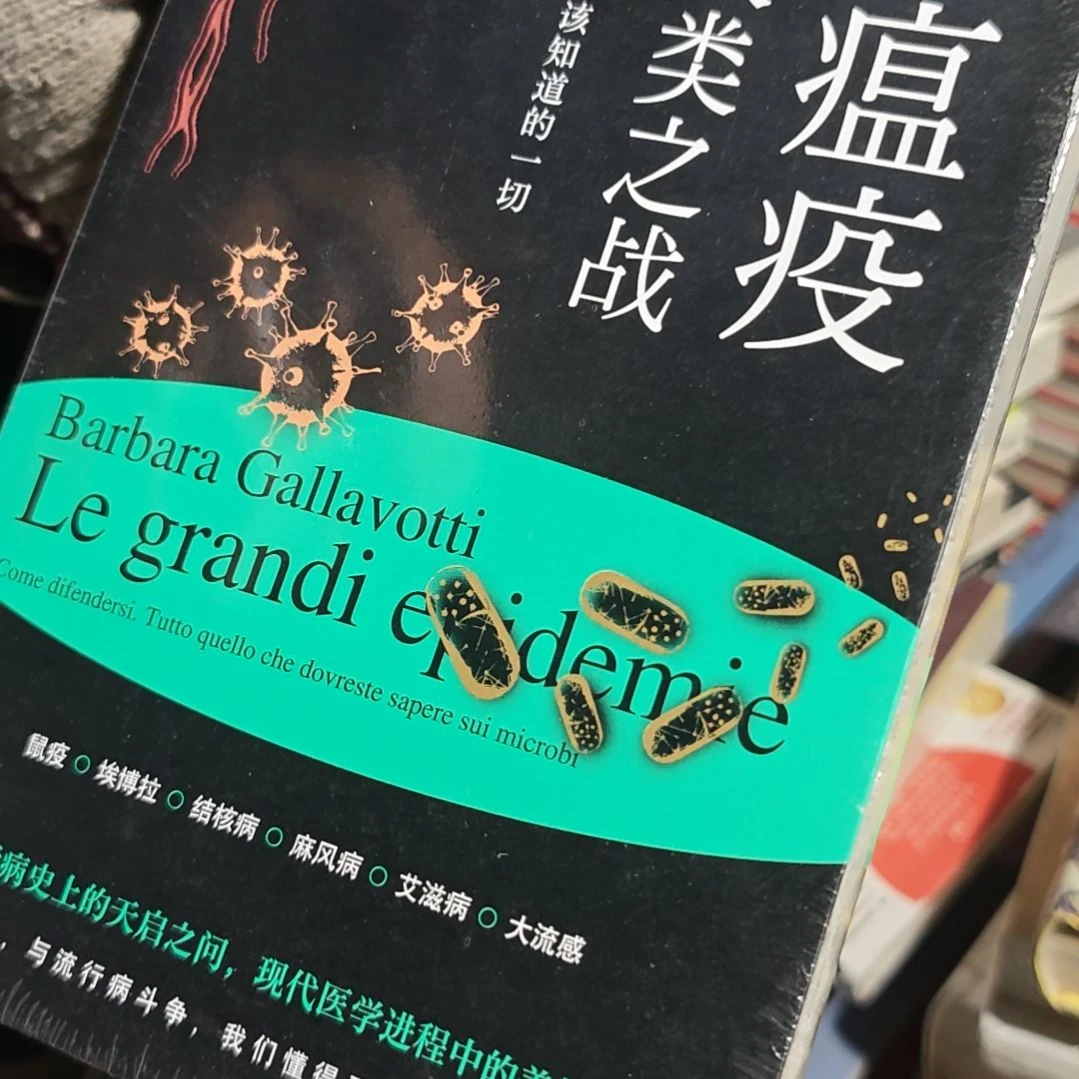 瘟疫
类之战
该知道的一切
Barbara Gallavotti
Le grandi epidemie
Come difendersi. Tutto quello che dovreste sapere sui microbi
鼠疫○埃博拉○结核病○麻风病○艾滋病○大流感
病史上的天启之问，现代医学进程中的
，与流行病斗争，我们懂得